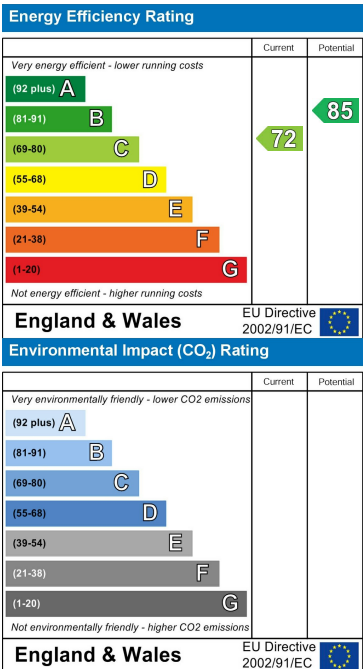 Energy Efficiency Rating
Current Potential
Very energy efficient - lower running costs
(92 plus) A
(81-91) B
(69-80) C
(55-68) D
(39-54) E
(21-38) F
(1-20) G
72
85
Not energy efficient - higher running costs
England & Wales
EU Directive
2002/91/EC
Environmental Impact (CO₂) Rating
Current Potential
Very environmentally friendly - lower CO2 emissions
(92 plus) A
(81-91) B
(69-80) C
(55-68) D
(39-54) E
(21-38) F
(1-20) G
Not environmentally friendly - higher CO2 emissions
England & Wales
EU Directive
2002/91/EC